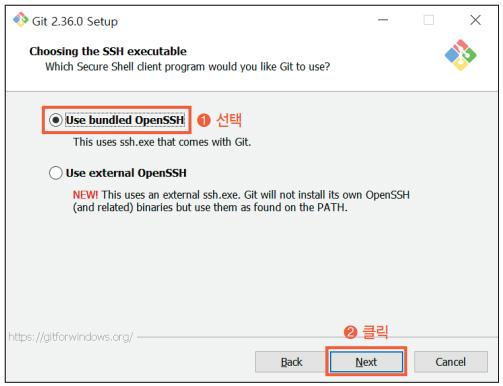 Git 2.36.0 Setup
Choosing the SSH executable
Which Secure Shell client program would you like Git to use?
Use bundled OpenSSH ❶ 선택
This uses ssh.exe that comes with Git.
Use external OpenSSH
NEW! This uses an external ssh.exe. Git will not install its own OpenSSH
(and related) binaries but use them as found on the PATH.
❷ 클릭
https://gitforwindows.org/
Back Next Cancel